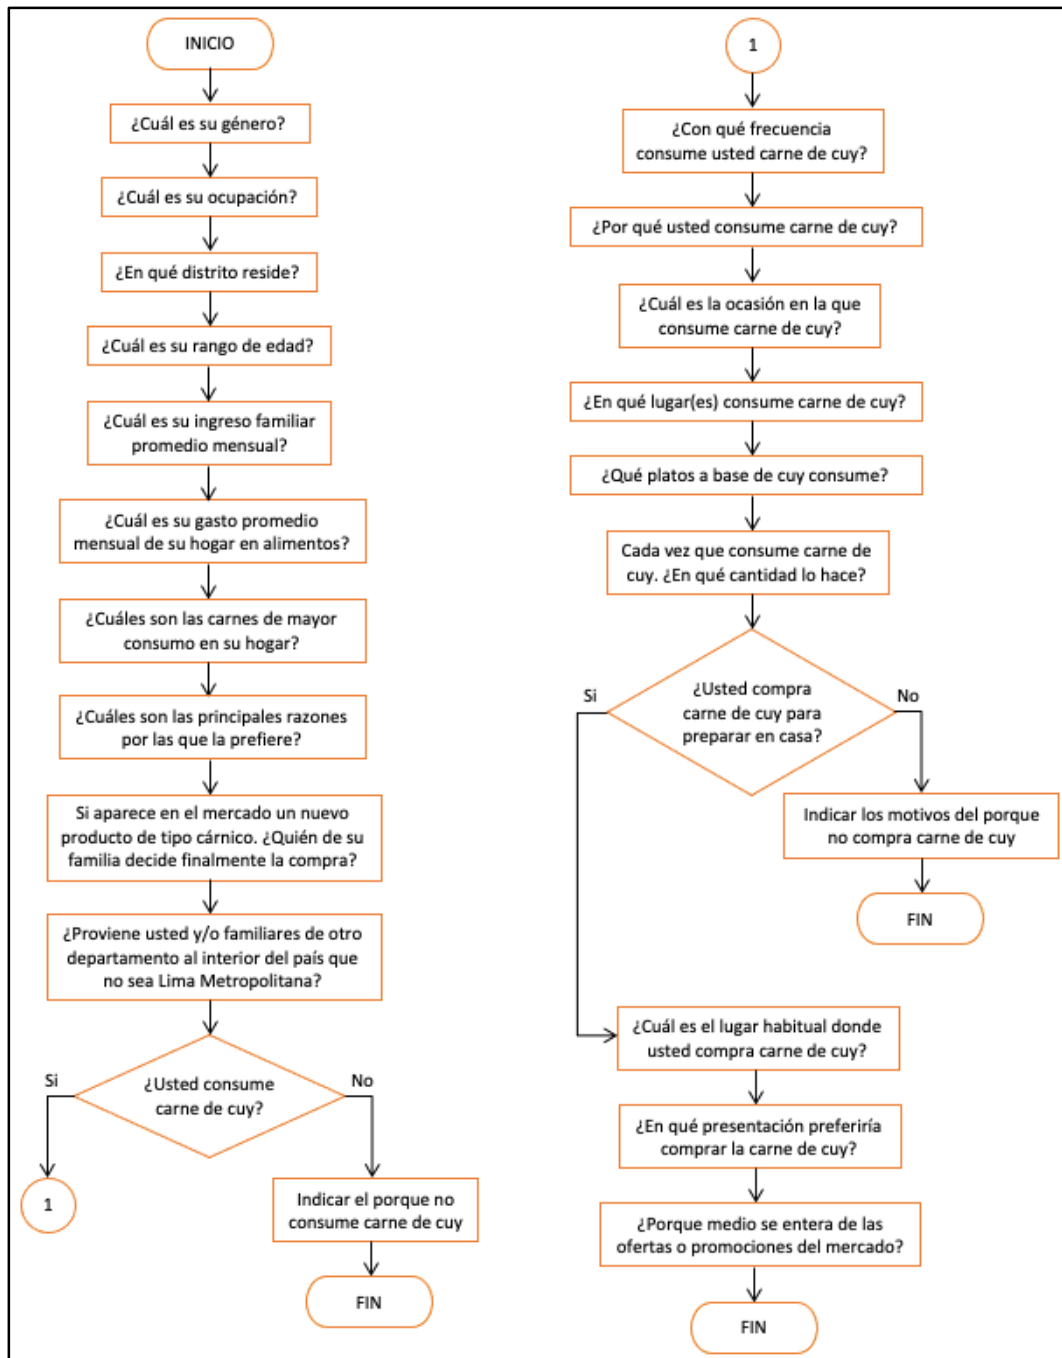 INICIO
¿Cuál es su género?
¿Cuál es su ocupación?
¿En qué distrito reside?
¿Cuál es su rango de edad?
¿Cuál es su ingreso familiar
promedio mensual?
¿Cuál es su gasto promedio
mensual de su hogar en alimentos?
¿Cuáles son las carnes de mayor
consumo en su hogar?
¿Cuáles son las principales razones
por las que la prefiere?
Si aparece en el mercado un nuevo
producto de tipo cárnico. ¿Quién de su
familia decide finalmente la compra?
¿Proviene usted y/o familiares de otro
departamento al interior del país que
no sea Lima Metropolitana?
¿Usted consume
carne de cuy?
Si
No
1
Indicar el porque no
consume carne de cuy
FIN
1
¿Con qué frecuencia
consume usted carne de cuy?
¿Por qué usted consume carne de cuy?
¿Cuál es la ocasión en la que
consume carne de cuy?
¿En qué lugar(es) consume carne de cuy?
¿Qué platos a base de cuy consume?
Cada vez que consume carne de
cuy. ¿En qué cantidad lo hace?
¿Usted compra
carne de cuy para
preparar en casa?
Si
No
Indicar los motivos del porque
no compra carne de cuy
FIN
¿Cuál es el lugar habitual donde
usted compra carne de cuy?
¿En qué presentación preferiría
comprar la carne de cuy?
¿Porque medio se entera de las
ofertas o promociones del mercado?
FIN